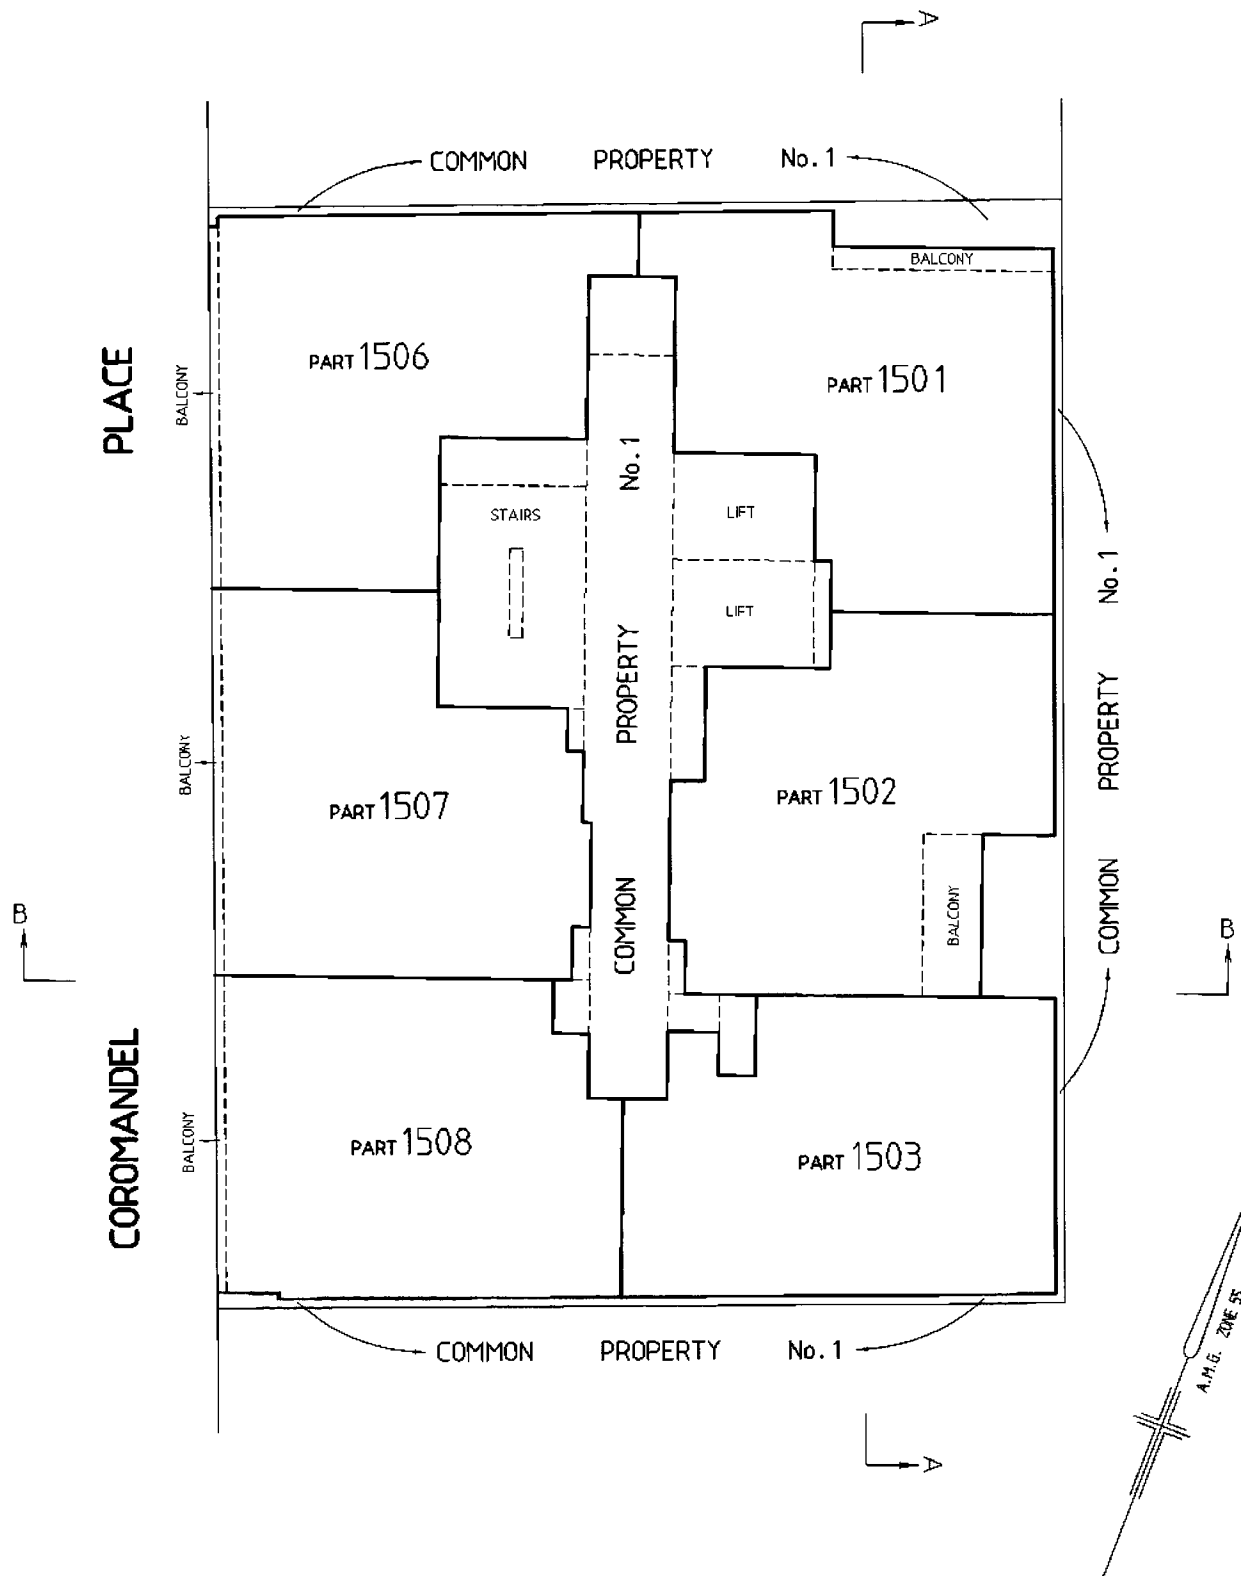 A
COMMON PROPERTY No. 1
BALCONY
PART 1506
PART 1501
PLACE
BALCONY
No. 1
STAIRS
LIFT
LIFT
COMMON PROPERTY No. 1
COMMON PROPERTY
BALCONY
PART 1507
PART 1502
BALCONY
B
B
COROMANDEL
BALCONY
PART 1508
PART 1503
COMMON PROPERTY No. 1
A.M.G. ZONE 55
A